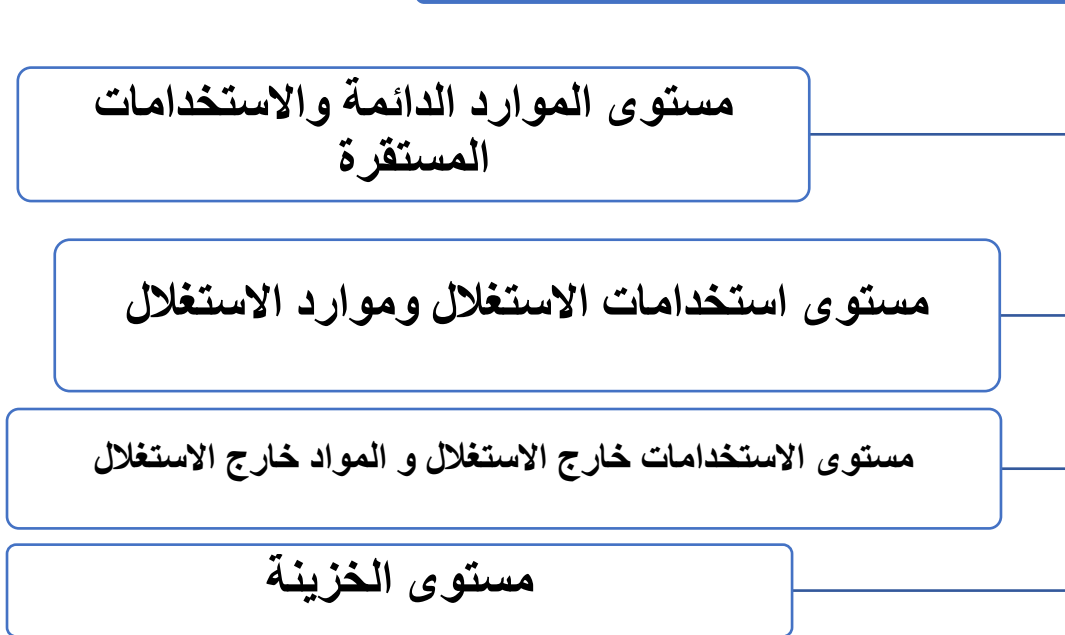 مستوى الموارد الدائمة والاستخدامات
المستقرة
مستوى استخدامات الاستغلال وموارد الاستغلال
مستوى الاستخدامات خارج الاستغلال و المواد خارج الاستغلال
مستوى الخزينة